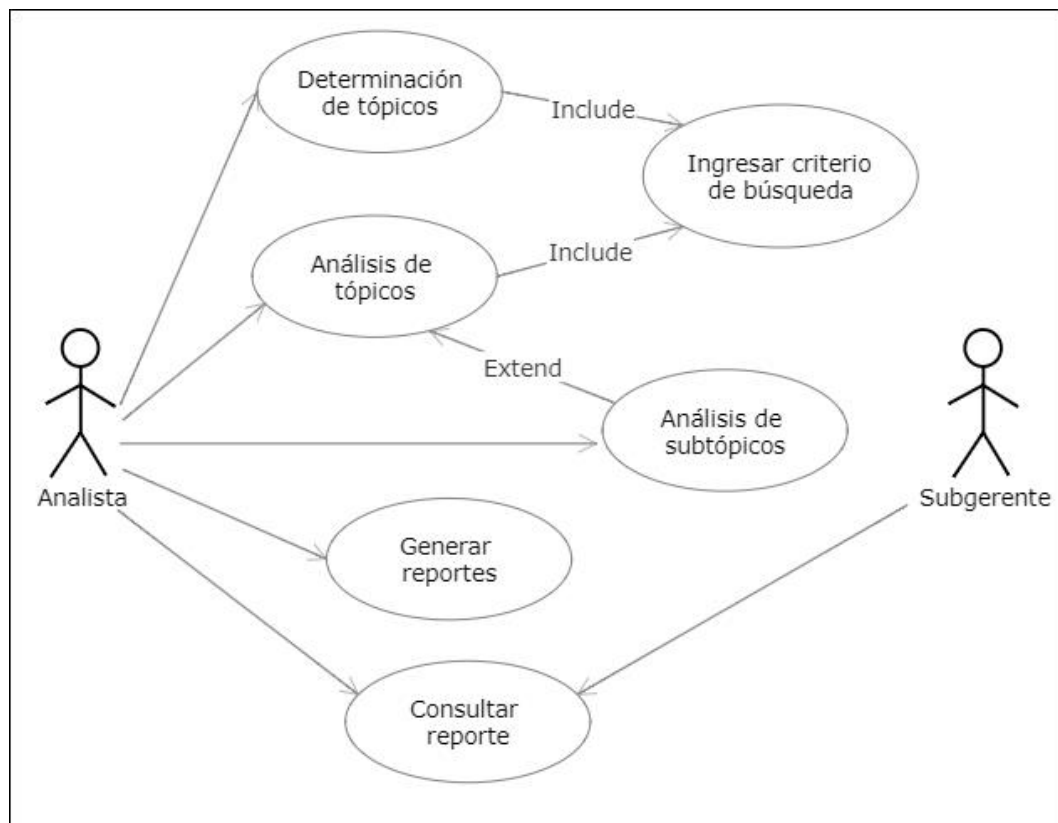 Determinación
de tópicos
Include
Ingresar criterio
de búsqueda
Análisis de
tópicos
Include
Extend
Análisis de
subtópicos
Analista
Subgerente
Generar
reportes
Consultar
reporte